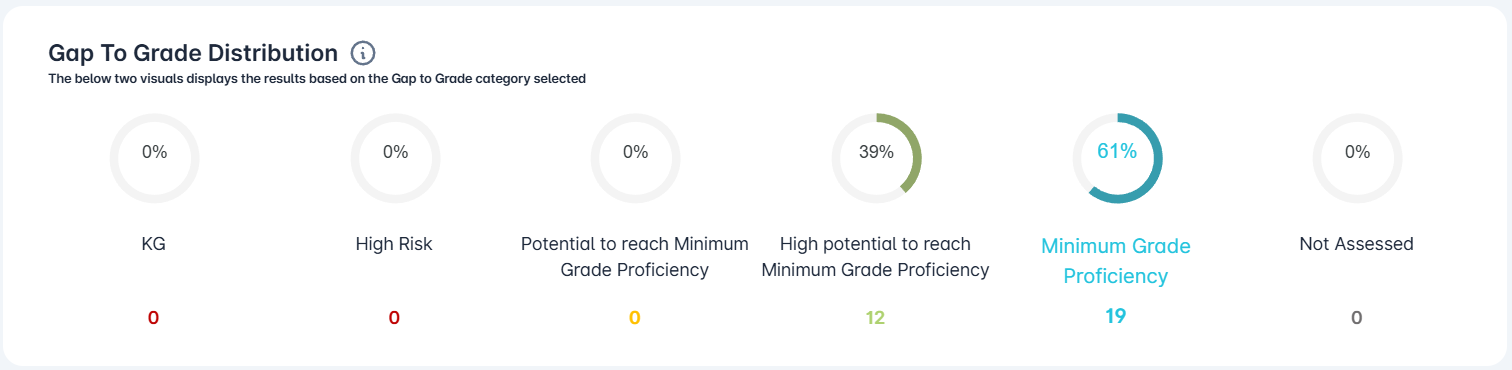 Gap To Grade Distribution
The below two visuals displays the results based on the Gap to Grade category selected
0%
0%
0%
39%
61%
0%
KG
High Risk
Potential to reach Minimum
Grade Proficiency
High potential to reach
Minimum Grade Proficiency
Minimum Grade
Proficiency
Not Assessed
0
0
0
12
19
0